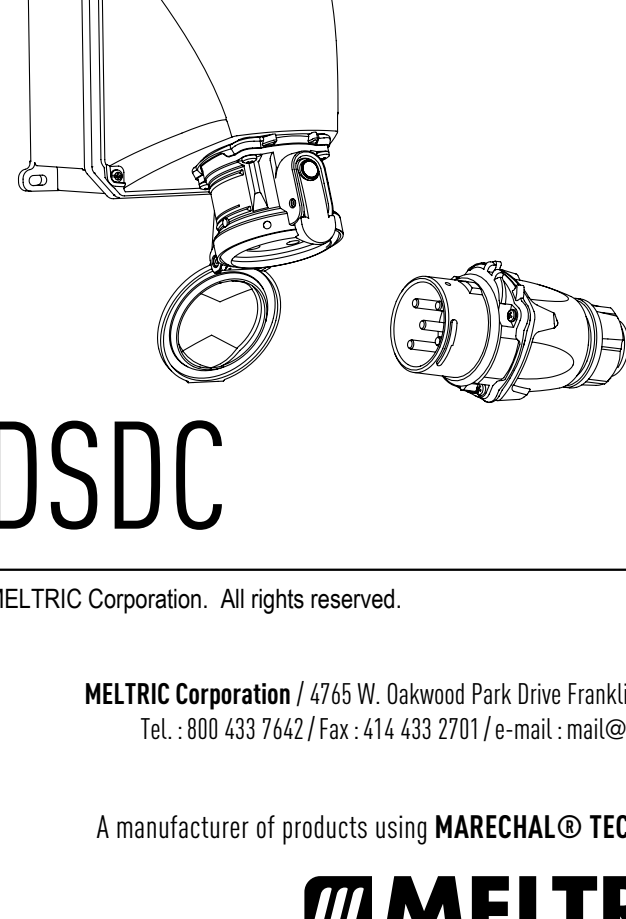 DSDC
MELTRIC Corporation. All rights reserved.
MELTRIC Corporation / 4765 W. Oakwood Park Drive Frankli
Tel. : 800 433 7642 / Fax : 414 433 2701 / e-mail : mail@
A manufacturer of products using MARECHAL® TEC
MELTR